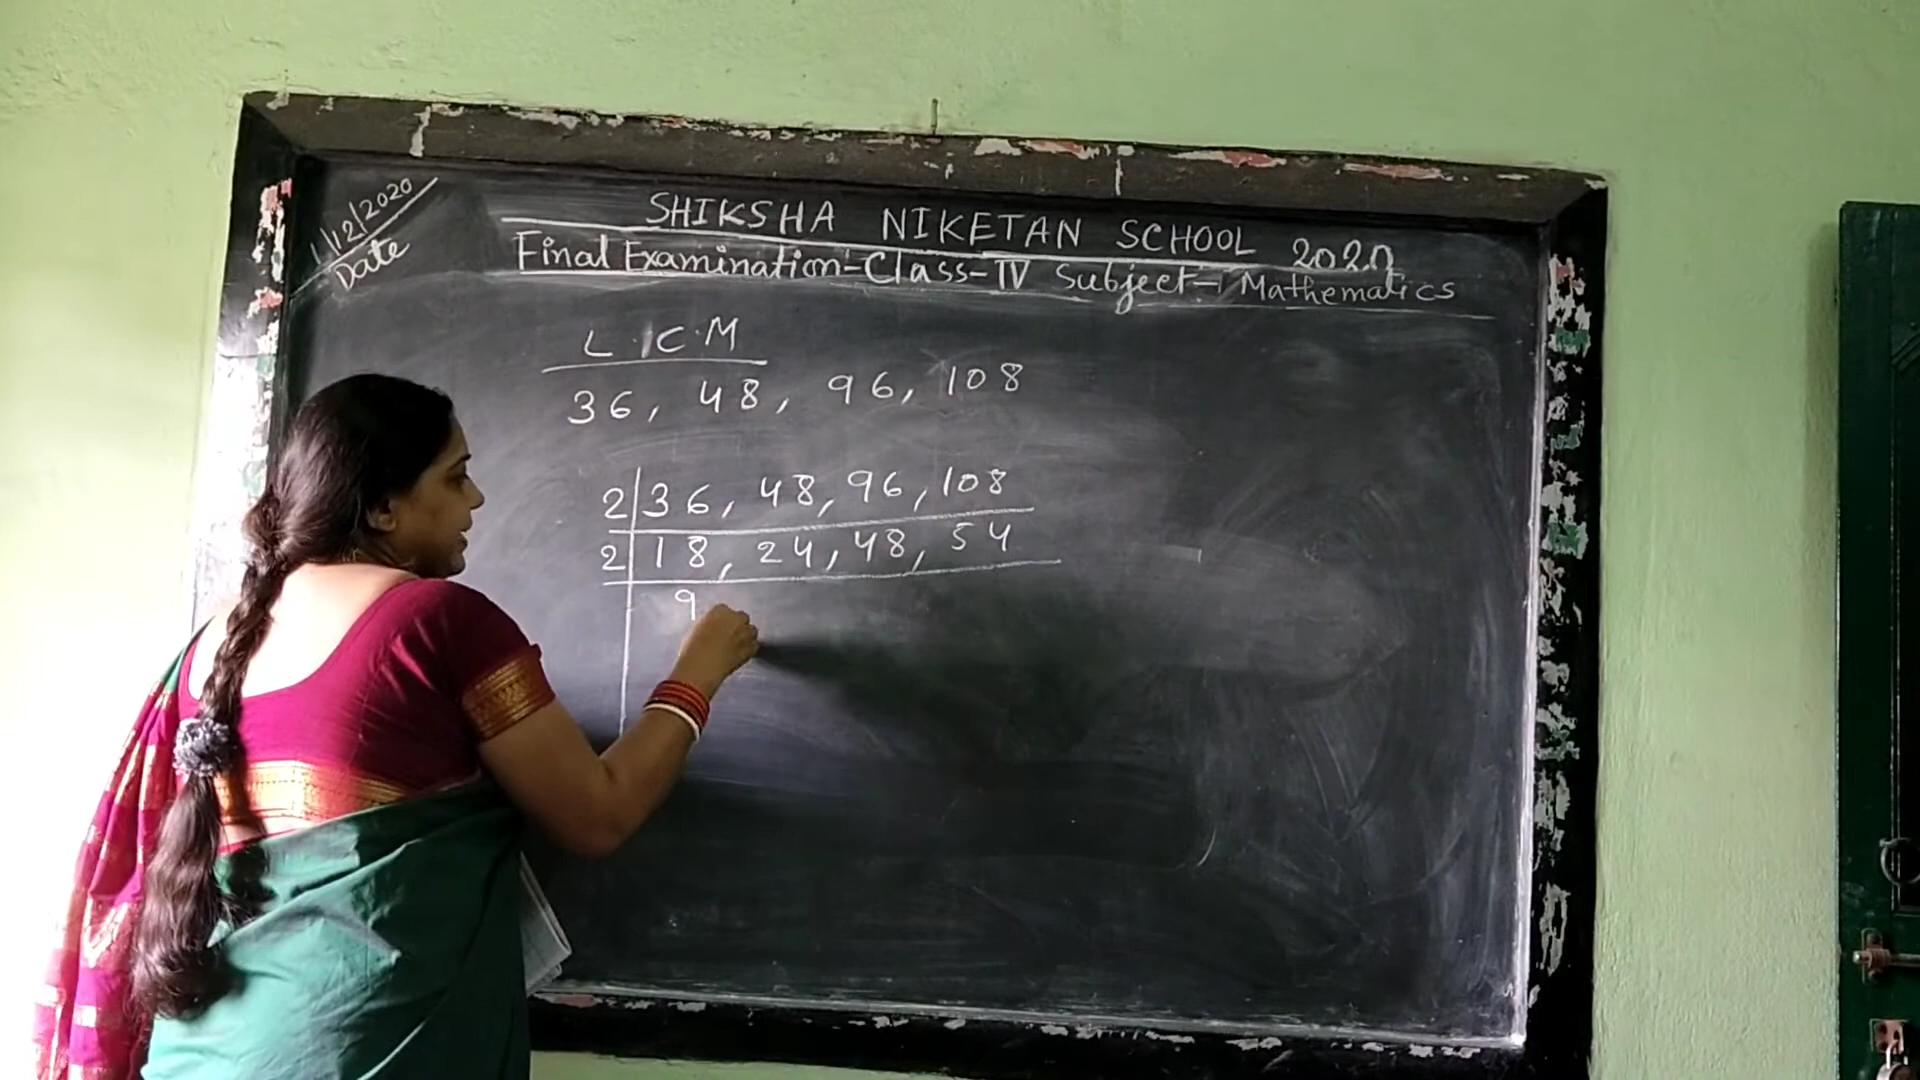 1/12/2020
Date
SHIKSHA NIKETAN SCHOOL 2020
Final Examination-Class-IV Subject- Mathematics
L.C.M
36, 48, 96, 108
2|36, 48, 96, 108
2|18, 24, 48, 54
9